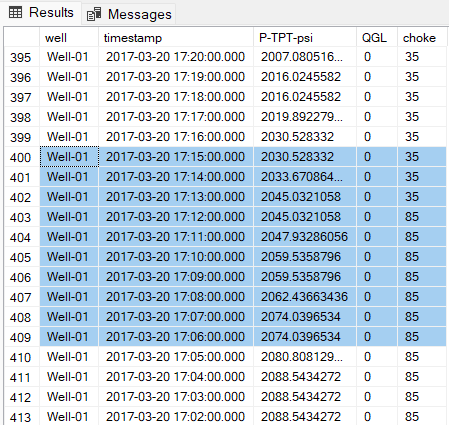 Results Messages
well timestamp P-TPT-psi QGL choke
395 Well-01 2017-03-20 17:20:00.000 2007.080516... 0 35
396 Well-01 2017-03-20 17:19:00.000 2016.0245582 0 35
397 Well-01 2017-03-20 17:18:00.000 2016.0245582 0 35
398 Well-01 2017-03-20 17:17:00.000 2019.892279... 0 35
399 Well-01 2017-03-20 17:16:00.000 2030.528332 0 35
400 Well-01 2017-03-20 17:15:00.000 2030.528332 0 35
401 Well-01 2017-03-20 17:14:00.000 2033.670864... 0 35
402 Well-01 2017-03-20 17:13:00.000 2045.0321058 0 35
403 Well-01 2017-03-20 17:12:00.000 2045.0321058 0 85
404 Well-01 2017-03-20 17:11:00.000 2047.93286056 0 85
405 Well-01 2017-03-20 17:10:00.000 2059.5358796 0 85
406 Well-01 2017-03-20 17:09:00.000 2059.5358796 0 85
407 Well-01 2017-03-20 17:08:00.000 2062.43663436 0 85
408 Well-01 2017-03-20 17:07:00.000 2074.0396534 0 85
409 Well-01 2017-03-20 17:06:00.000 2074.0396534 0 85
410 Well-01 2017-03-20 17:05:00.000 2080.808129... 0 85
411 Well-01 2017-03-20 17:04:00.000 2088.5434272 0 85
412 Well-01 2017-03-20 17:03:00.000 2088.5434272 0 85
413 Well-01 2017-03-20 17:02:00.000 2088.5434272 0 85